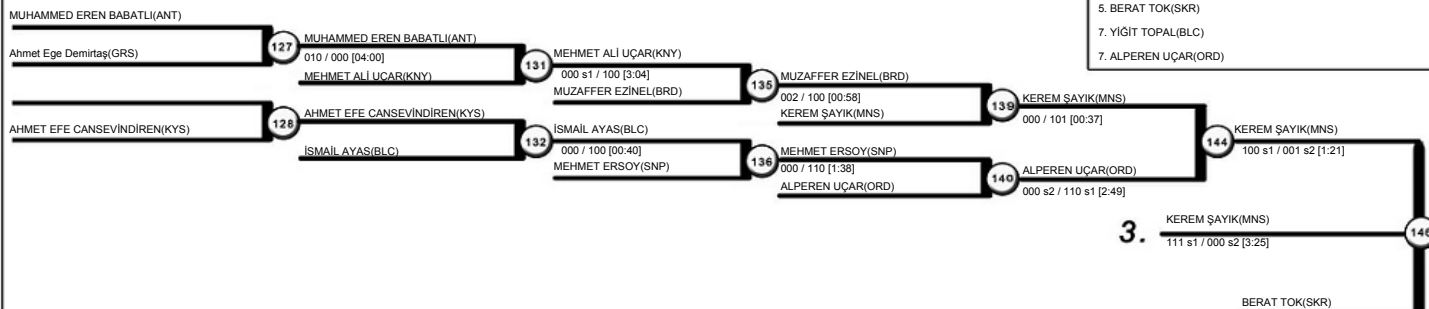 5. BERAT TOK(SKR)
7. YİĞİT TOPAL(BLC)
7. ALPEREN UÇAR(ORD)
MUHAMMED EREN BABATLI(ANT)
Ahmet Ege Demirtaş(GRS)
127
MUHAMMED EREN BABATLI(ANT)
010 / 000 [04:00]
MEHMET ALİ UÇAR(KNY)
131
MEHMET ALİ UÇAR(KNY)
000 s1 / 100 [3:04]
MUZAFFER EZİNEL(BRD)
135
MUZAFFER EZİNEL(BRD)
002 / 100 [00:58]
KEREM ŞAYIK(MNS)
139
KEREM ŞAYIK(MNS)
000 / 101 [00:37]
AHMET EFE CANSEVİNDİREN(KYS)
128
AHMET EFE CANSEVİNDİREN(KYS)
İSMAİL AYAS(BLC)
132
İSMAİL AYAS(BLC)
000 / 100 [00:40]
MEHMET ERSOY(SNP)
136
MEHMET ERSOY(SNP)
000 / 110 [1:38]
ALPEREN UÇAR(ORD)
140
ALPEREN UÇAR(ORD)
000 s2 / 110 s1 [2:49]
144
KEREM ŞAYIK(MNS)
100 s1 / 001 s2 [1:21]
3.
KEREM ŞAYIK(MNS)
111 s1 / 000 s2 [3:25]
146
BERAT TOK(SKR)